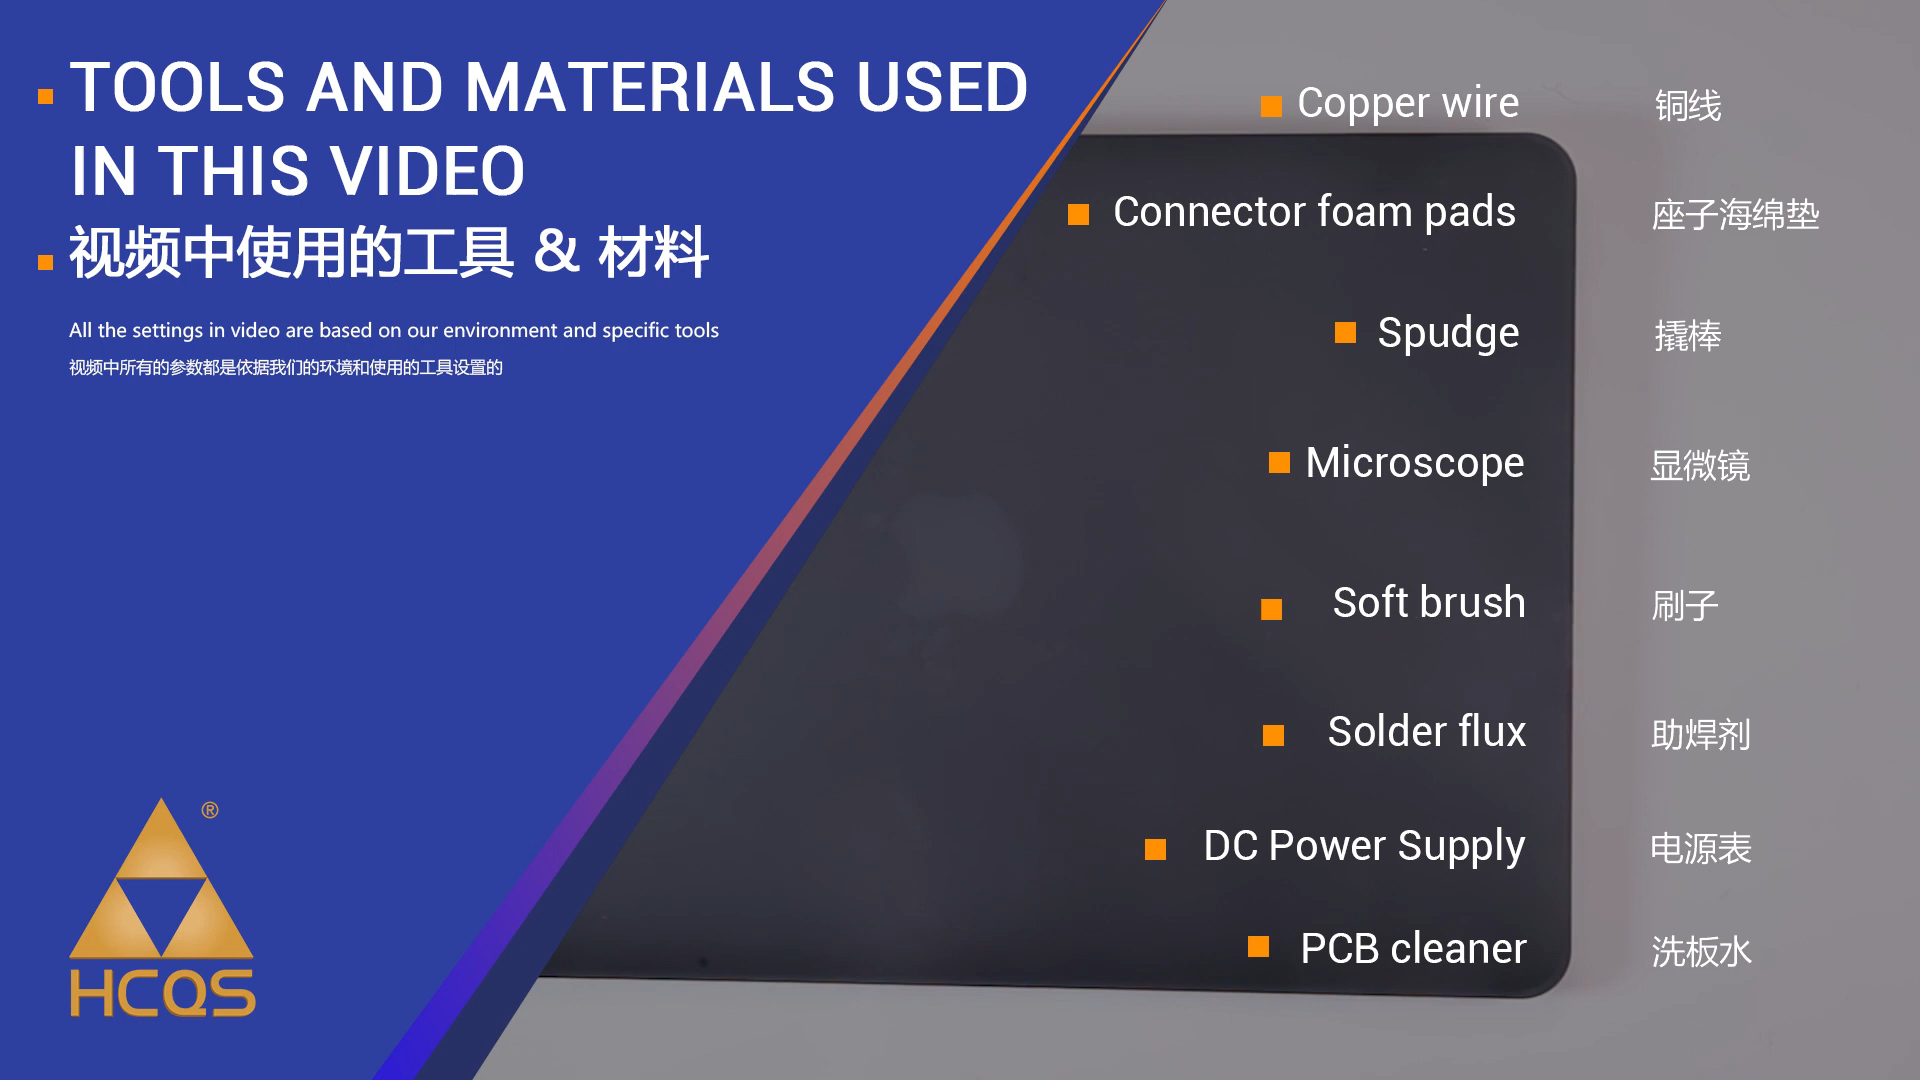 TOOLS AND MATERIALS USED
IN THIS VIDEO
视频中使用的工具 & 材料
All the settings in video are based on our environment and specific tools
视频中所有的参数都是依据我们的环境和使用的工具设置的
Copper wire 铜线
Connector foam pads 座子海绵垫
Spudge 撬棒
Microscope 显微镜
Soft brush 刷子
Solder flux 助焊剂
DC Power Supply 电源表
PCB cleaner 洗板水
®
HCQS